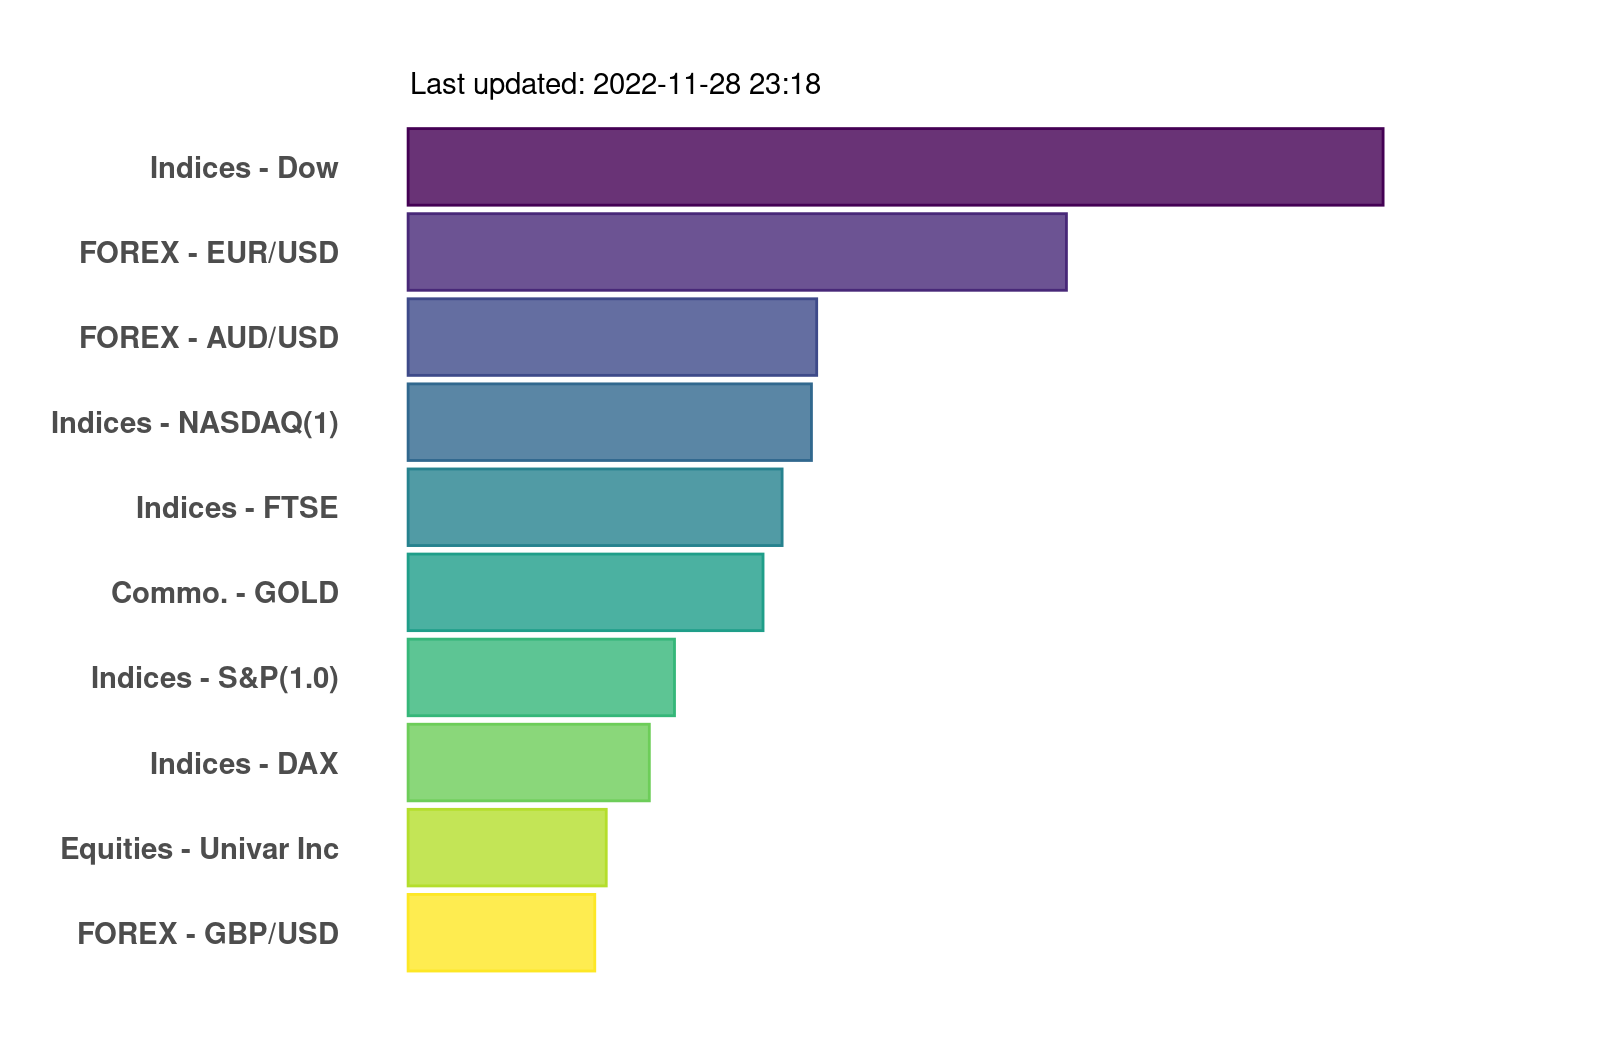 Last updated: 2022-11-28 23:18
Indices - Dow
FOREX - EUR/USD
FOREX - AUD/USD
Indices - NASDAQ(1)
Indices - FTSE
Commo. - GOLD
Indices - S&P(1.0)
Indices - DAX
Equities - Univar Inc
FOREX - GBP/USD